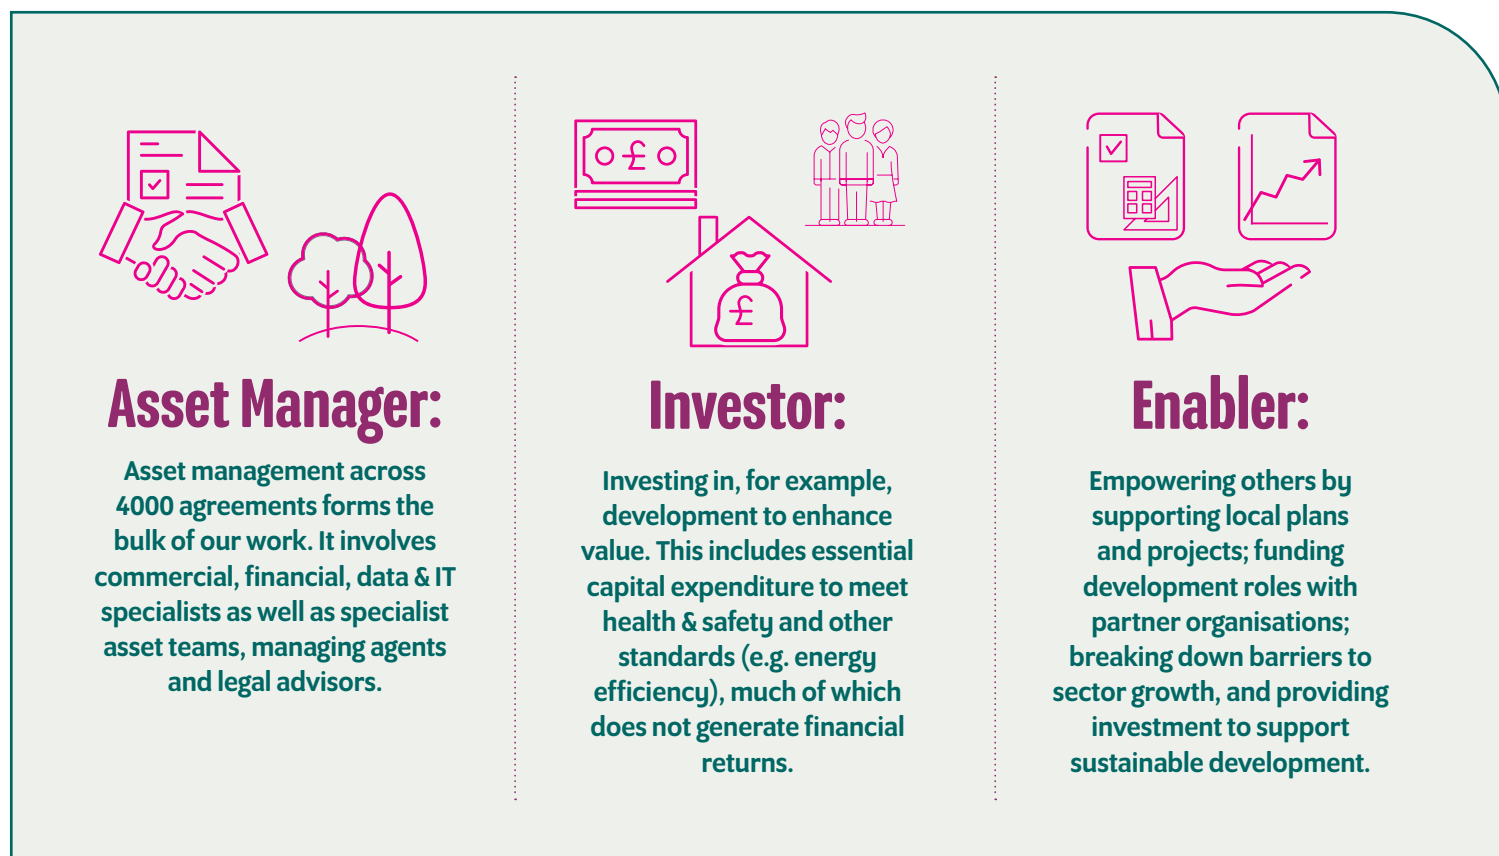 £
£
Asset Manager:
Asset management across
4000 agreements forms the
bulk of our work. It involves
commercial, financial, data & IT
specialists as well as specialist
asset teams, managing agents
and legal advisors.
Investor:
Investing in, for example,
development to enhance
value. This includes essential
capital expenditure to meet
health & safety and other
standards (e.g. energy
efficiency), much of which
does not generate financial
returns.
Enabler:
Empowering others by
supporting local plans
and projects; funding
development roles with
partner organisations;
breaking down barriers to
sector growth, and providing
investment to support
sustainable development.